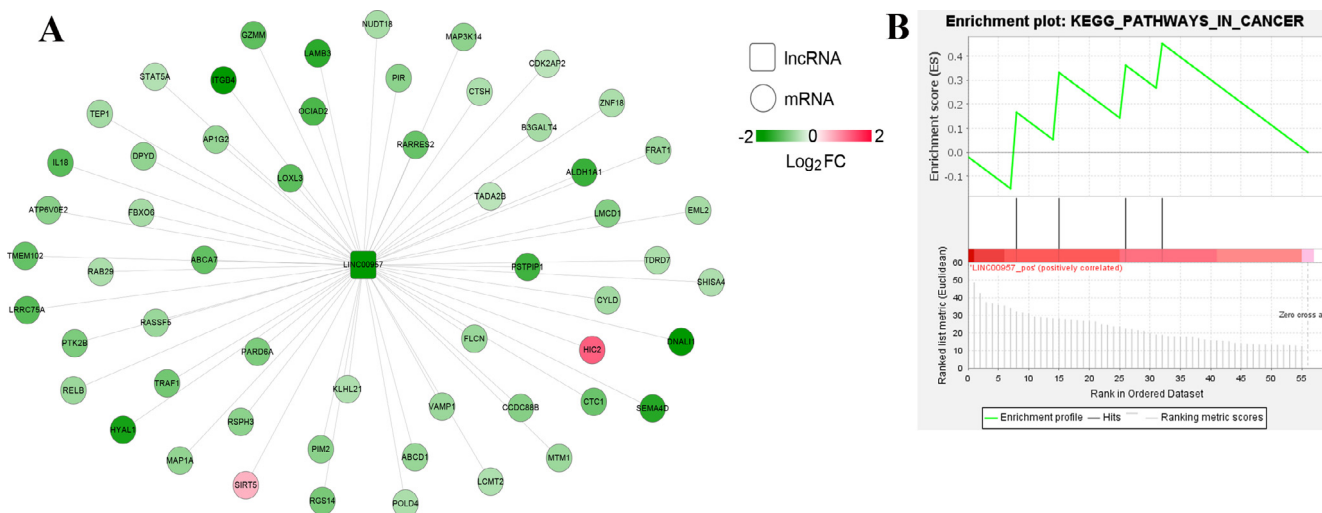 A
NUDT18
GZMM
MAP3K14
LAMB3
CDK2AP2
STAT5A
ITGB4
PIR
CTSH
OCIAD2
ZNF18
TEP1
B3GALT4
AP1G2
RARRES2
FRAT1
DPYD
IL18
LOXL3
ALDH1A1
TADA2B
ATP6V0E2
FBXO6
LMCD1
EML2
TMEM102
ABCA7
LINC00957
PSTPIP1
TDRD7
RAB29
SHISA4
LRRC75A
CYLD
RASSF5
PTK2B
FLCN
DNALI1
PARD6A
HIC2
RELB
TRAF1
KLHL21
VAMP1
CCDC88B
CTC1
SEMA4D
HYAL1
RSPH3
MAP1A
PIM2
ABCD1
MTM1
SIRT5
LCMT2
RGS14
POLD4
lncRNA
mRNA
-2 0 2
Log2FC
B
Enrichment plot: KEGG_PATHWAYS_IN_CANCER
Enrichment score (ES)
0.4
0.3
0.2
0.1
0.0
-0.1
'LINC00957_pos' (positively correlated)
Ranked list metric (Euclidean)
60
50
40
30
20
10
0
Zero cross a
0 5 10 15 20 25 30 35 40 45 50 55
Rank in Ordered Dataset
Enrichment profile Hits Ranking metric scores